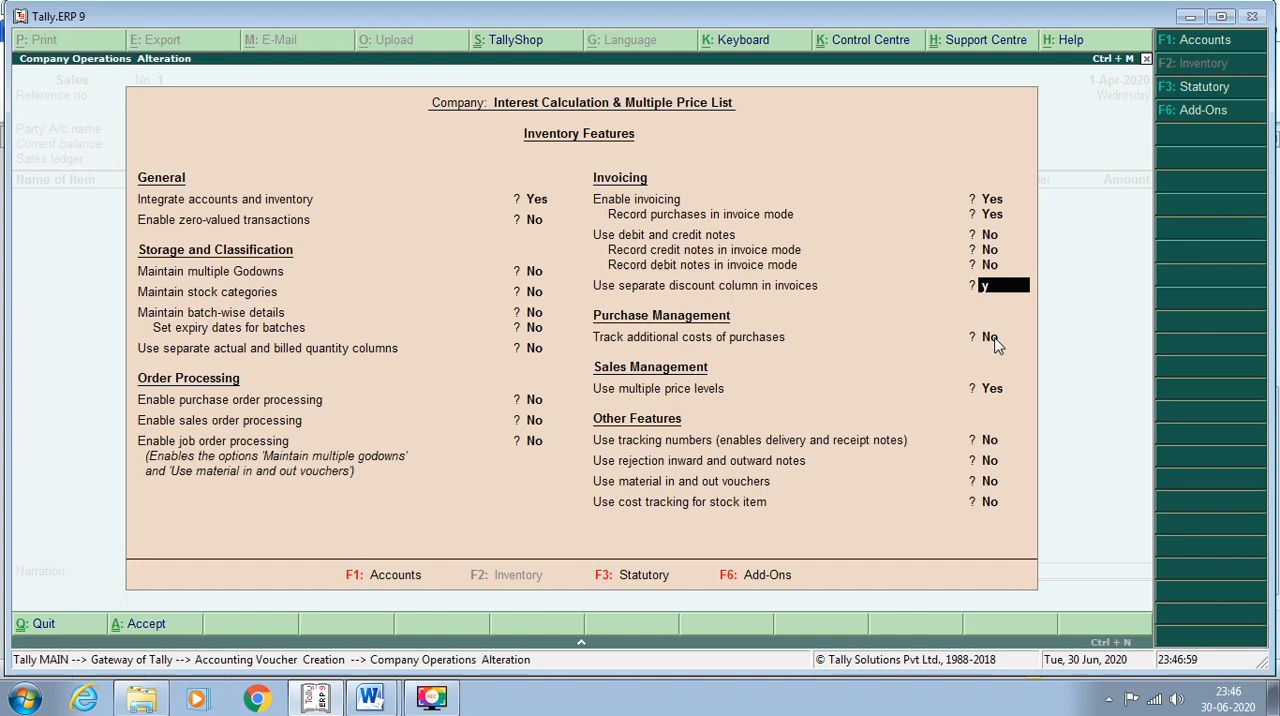 Tally.ERP 9
P: Print
E: Export
M: E-Mail
O: Upload
S: TallyShop
G: Language
K: Keyboard
K: Control Centre
H: Support Centre
H: Help
F1: Accounts
Company Operations Alteration
Ctrl + M
F2: Inventory
Sales No. 1
1-Apr-2020
Reference no.:
Wednesday
F3: Statutory
Company: Interest Calculation & Multiple Price List
F6: Add-Ons
Party A/c name :
Current balance
Sales ledger :
Name of Item
Amount
Inventory Features
General
Integrate accounts and inventory ? Yes
Enable zero-valued transactions ? No
Storage and Classification
Maintain multiple Godowns ? No
Maintain stock categories ? No
Maintain batch-wise details ? No
Set expiry dates for batches ? No
Use separate actual and billed quantity columns ? No
Order Processing
Enable purchase order processing ? No
Enable sales order processing ? No
Enable job order processing ? No
(Enables the options 'Maintain multiple godowns'
and 'Use material in and out vouchers')
Invoicing
Enable invoicing ? Yes
Record purchases in invoice mode ? Yes
Use debit and credit notes ? No
Record credit notes in invoice mode ? No
Record debit notes in invoice mode ? No
Use separate discount column in invoices ? y
Purchase Management
Track additional costs of purchases ? No
Sales Management
Use multiple price levels ? Yes
Other Features
Use tracking numbers (enables delivery and receipt notes) ? No
Use rejection inward and outward notes ? No
Use material in and out vouchers ? No
Use cost tracking for stock item ? No
Narration:
F1: Accounts
F2: Inventory
F3: Statutory
F6: Add-Ons
Q: Quit
A: Accept
Ctrl + N
Tally MAIN --> Gateway of Tally --> Accounting Voucher Creation --> Company Operations Alteration
© Tally Solutions Pvt Ltd., 1988-2018
Tue, 30 Jun, 2020
23:46:59
23:46
30-06-2020